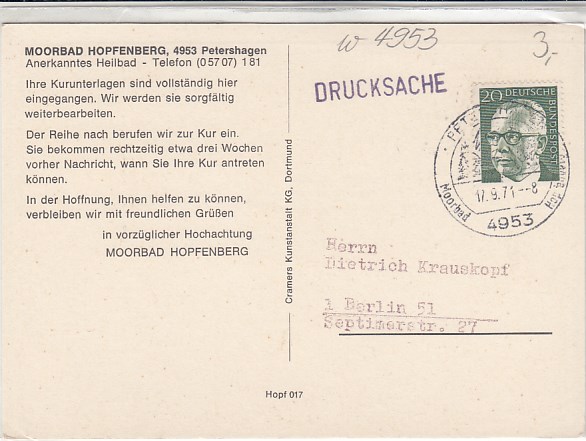 MOORBAD HOPFENBERG, 4953 Petershagen
Anerkanntes Heilbad - Telefon (05707) 181
Ihre Kurunterlagen sind vollständig hier
eingegangen. Wir werden sie sorgfältig
weiterbearbeiten.
Der Reihe nach berufen wir zur Kur ein.
Sie bekommen rechtzeitig etwa drei Wochen
vorher Nachricht, wann Sie Ihre Kur antreten
können.
In der Hoffnung, Ihnen helfen zu können,
verbleiben wir mit freundlichen Grüßen
in vorzüglicher Hochachtung
MOORBAD HOPFENBERG
Cramers Kunstanstalt KG, Dortmund
Hopf 017
w 4953
3,-
DRUCKSACHE
20 DEUTSCHE
BUNDESPOST
17.9.71--8
Moorbad
4953
Herrn
Dietrich Krauskopf
1 Berlin 51
Septimerstr. 27